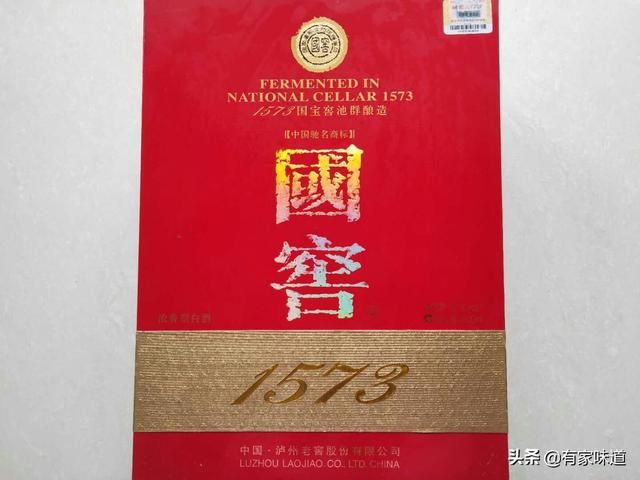 FERMENTED IN
NATIONAL CELLAR 1573
1573国宝窖池群酿造
【中国驰名商标】
國
窖
浓香型白酒
1573
中国·泸州老窖股份有限公司
LUZHOU LAOJIAO.CO., LTD. CHINA
头条 @有家味道